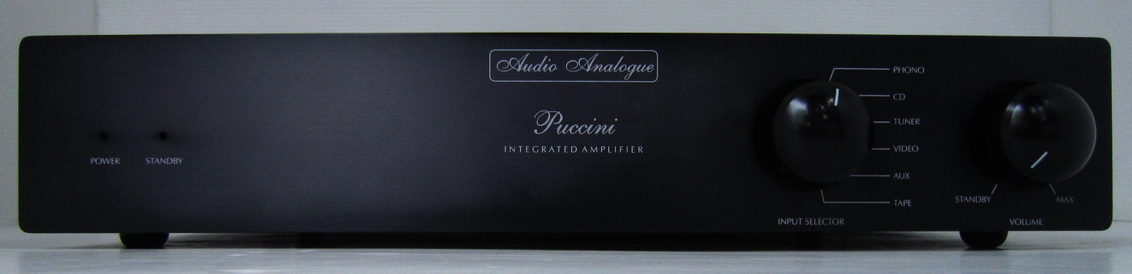 Audio Analogue
Puccini
INTEGRATED AMPLIFIER
POWER
STANDBY
PHONO
CD
TUNER
VIDEO
AUX
TAPE
INPUT SELECTOR
STANDBY
MAX
VOLUME